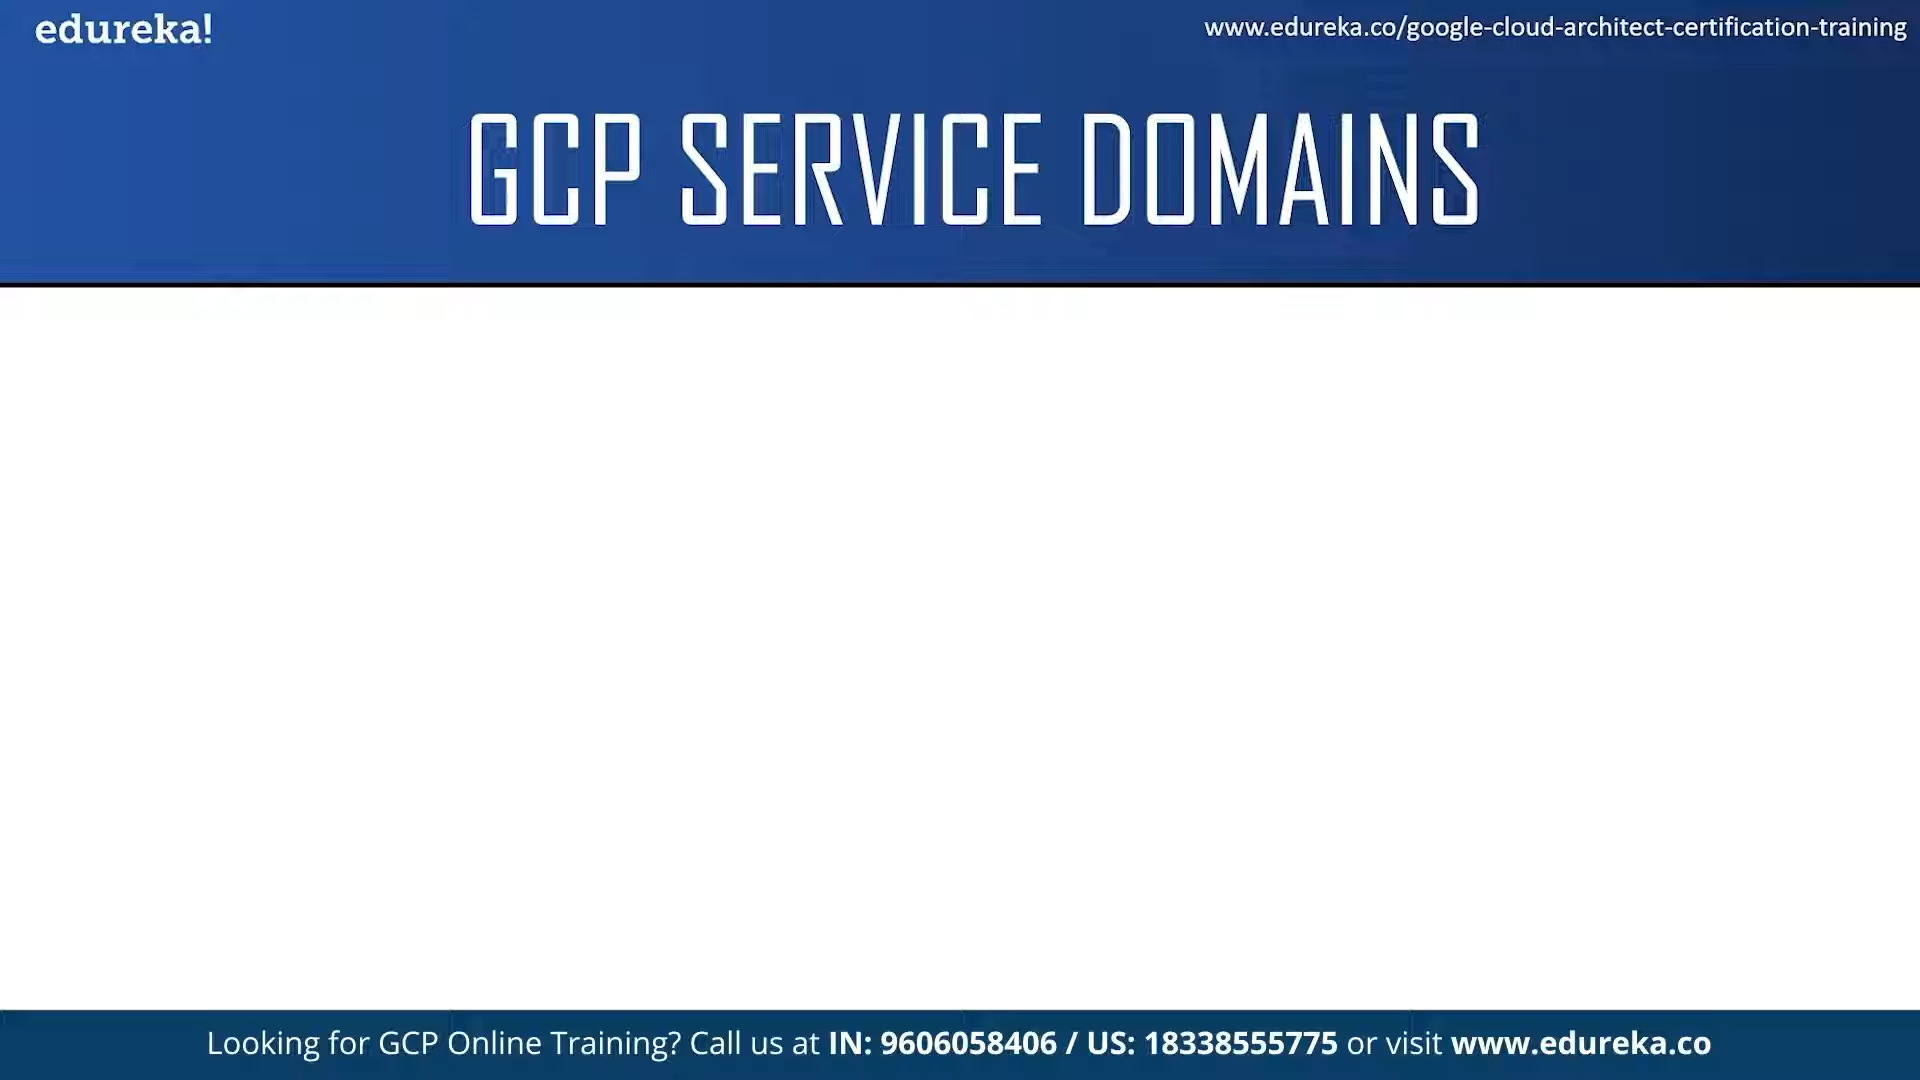 edureka!
www.edureka.co/google-cloud-architect-certification-training
GCP SERVICE DOMAINS
Looking for GCP Online Training? Call us at IN: 9606058406 / US: 18338555775 or visit www.edureka.co